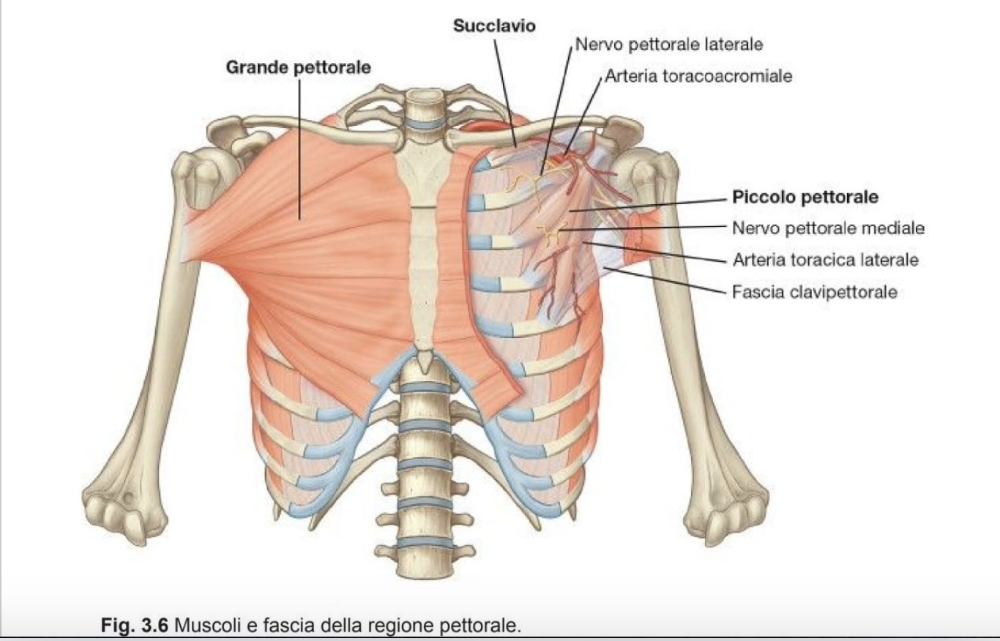 Succlavio
Nervo pettorale laterale
Grande pettorale
Arteria toracoacromiale
Piccolo pettorale
Nervo pettorale mediale
Arteria toracica laterale
Fascia clavipettorale
Fig. 3.6 Muscoli e fascia della regione pettorale.